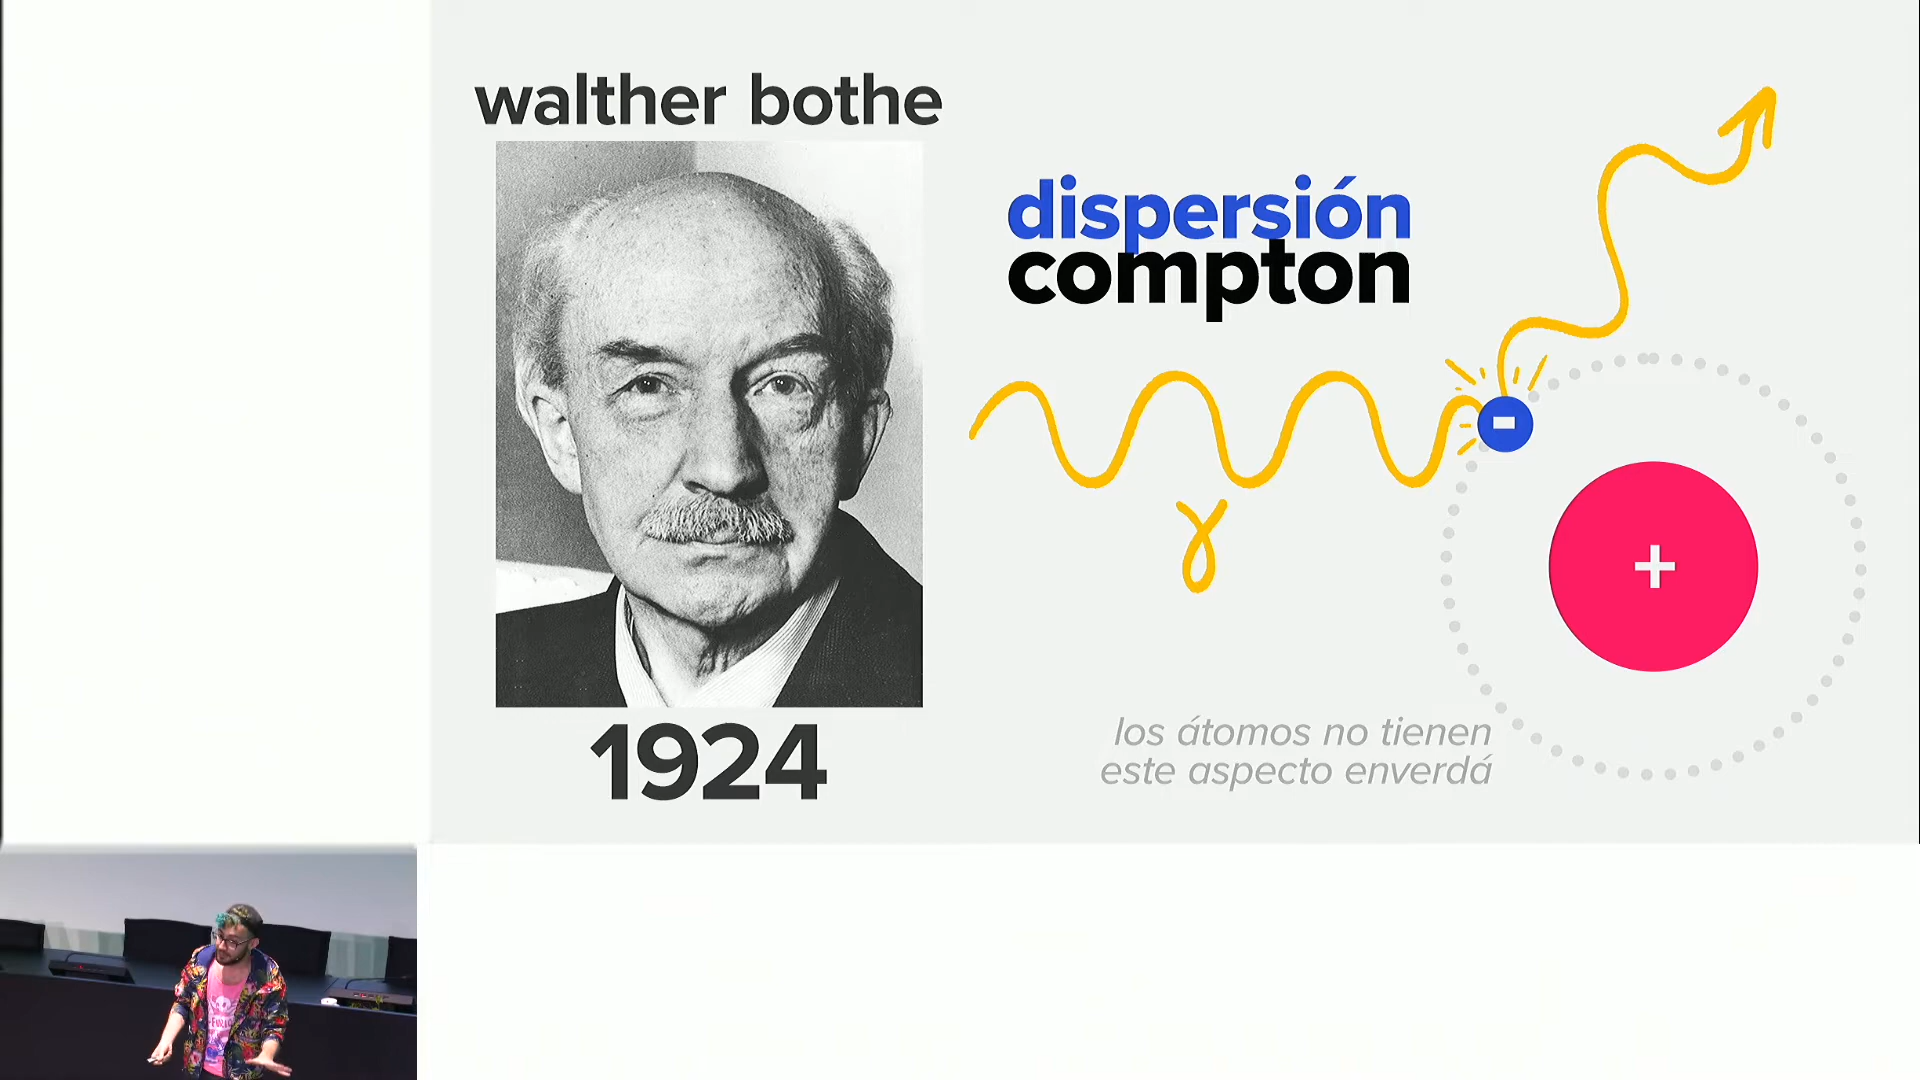 walther bothe
1924
dispersión
compton
γ
-
+
los átomos no tienen
este aspecto enverdá